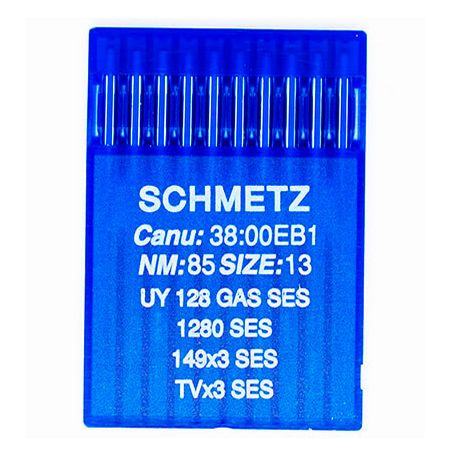 SCHMETZ
Canu: 38:00EB1
NM:85 SIZE:13
UY 128 GAS SES
1280 SES
149x3 SES
TVx3 SES